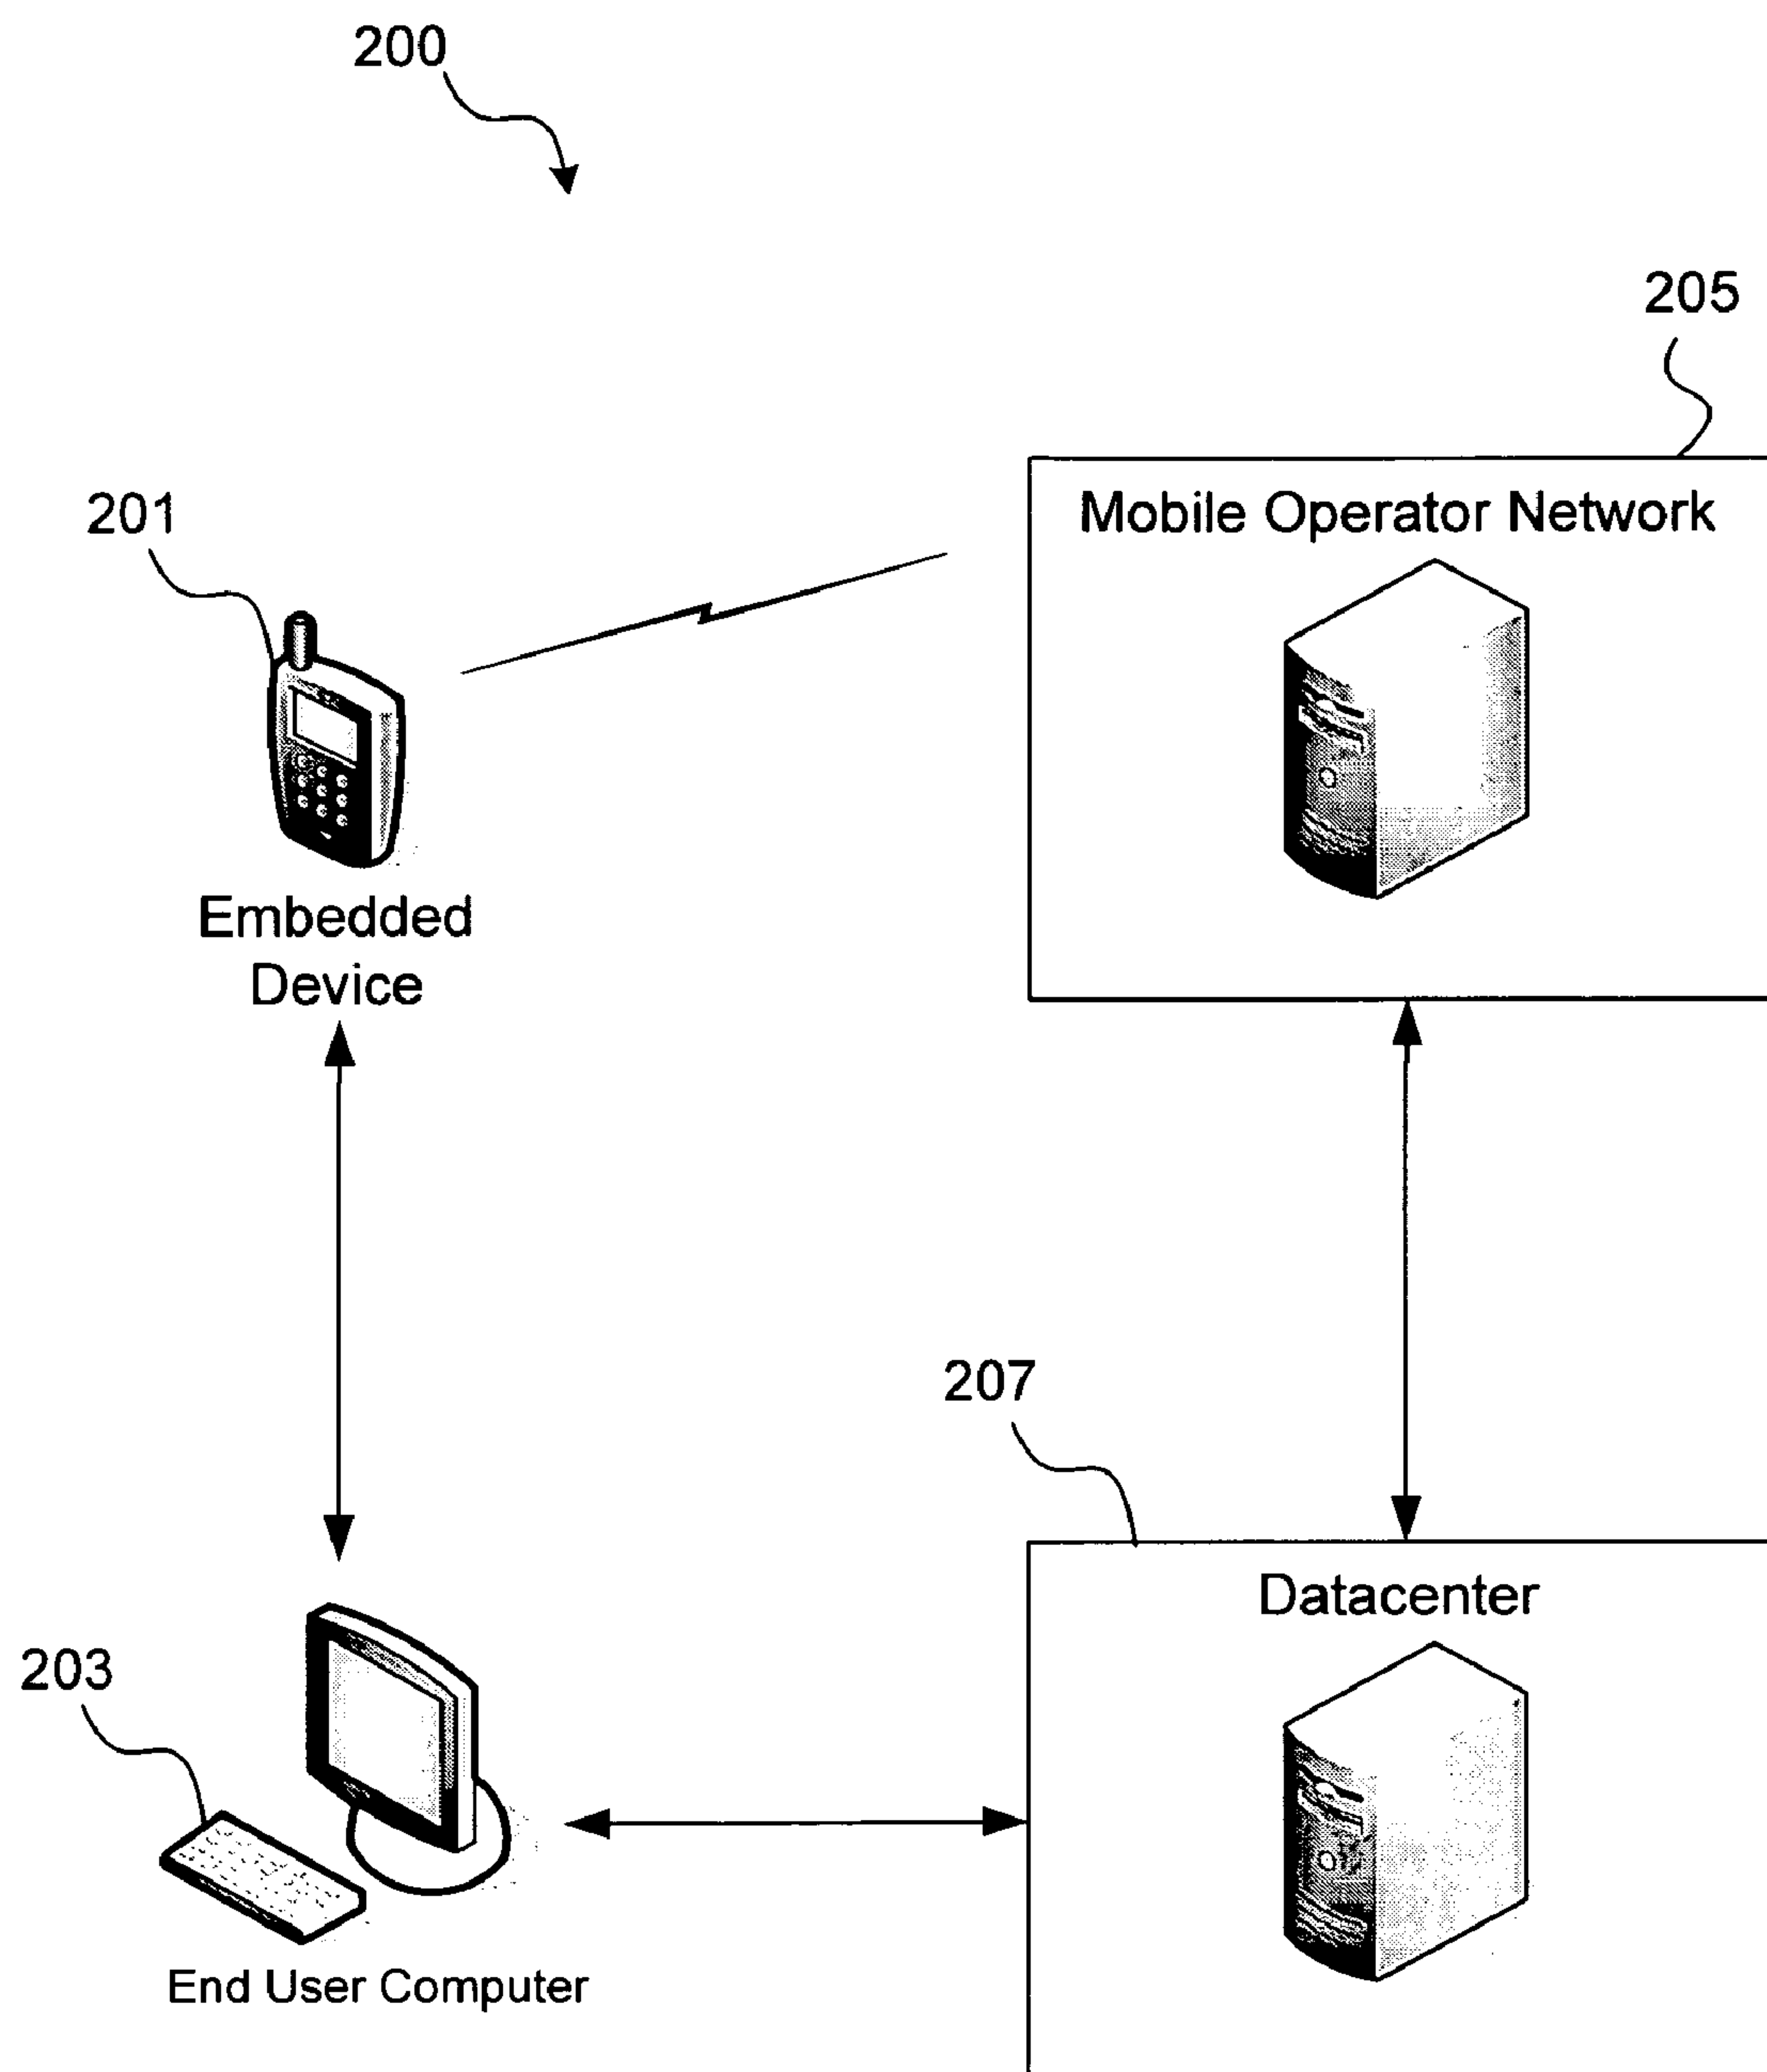 200
205
Mobile Operator Network
201
Embedded
Device
207
Datacenter
203
End User Computer